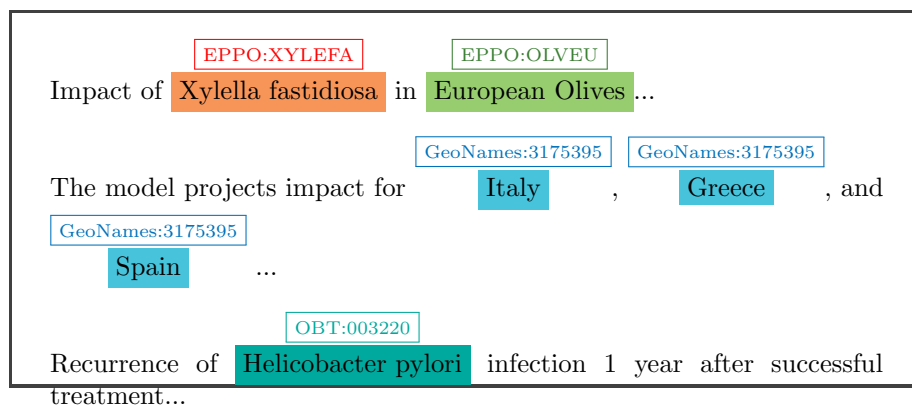 EPPO:XYLEFA EPPO:OLVEU
Impact of Xylella fastidiosa in European Olives...
GeoNames:3175395 GeoNames:3175395
The model projects impact for Italy , Greece , and
GeoNames:3175395
Spain ...
OBT:003220
Recurrence of Helicobacter pylori infection 1 year after successful
treatment...